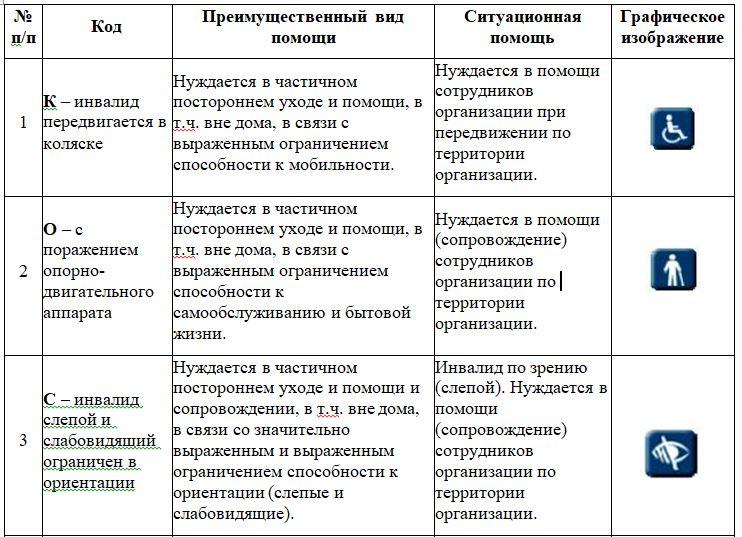 № п/п
Код
Преимущественный вид помощи
Ситуационная помощь
Графическое изображение
1
К – инвалид
передвигается в
коляске
Нуждается в частичном
постороннем уходе и помощи, в
т.ч. вне дома, в связи с
выраженным ограничением
способности к мобильности.
Нуждается в помощи
сотрудников
организации при
передвижении по
территории
организации.
2
О – с
поражением
опорно-
двигательного
аппарата
Нуждается в частичном
постороннем уходе и помощи, в
т.ч. вне дома, в связи с
выраженным ограничением
способности к
самообслуживанию и бытовой
жизни.
Нуждается в помощи
(сопровождение)
сотрудников
организации по
территории
организации.
3
С – инвалид
слепой и
слабовидящий
ограничен в
ориентации
Нуждается в частичном
постороннем уходе и помощи и
сопровождении, в т.ч. вне дома,
в связи со значительно
выраженным и выраженным
ограничением способности к
ориентации (слепые и
слабовидящие).
Инвалид по зрению
(слепой). Нуждается в
помощи
(сопровождение)
сотрудников
организации по
территории
организации.